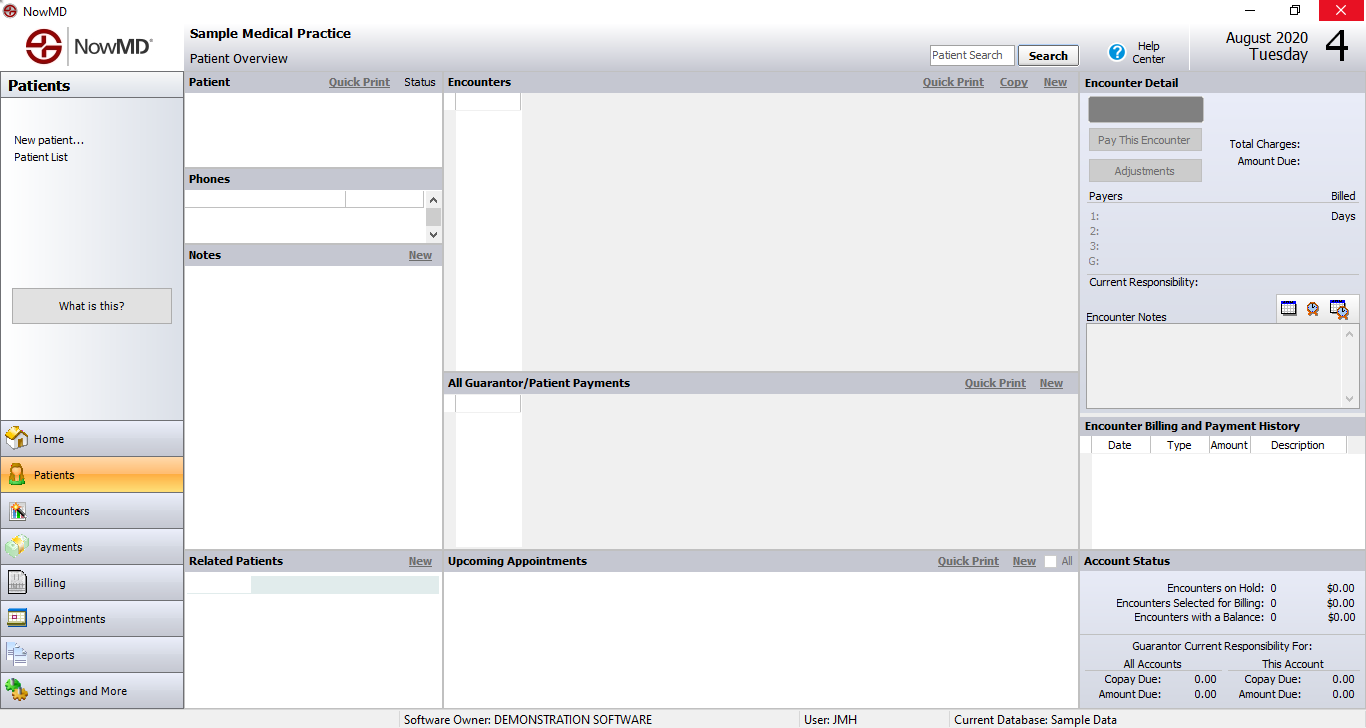 NowMD
NowMD®
Sample Medical Practice
Patient Overview
Patient Search
Search
Help
Center
August 2020
Tuesday
4
Patients
New patient...
Patient List
What is this?
Home
Patients
Encounters
Payments
Billing
Appointments
Reports
Settings and More
Patient Quick Print Status
Phones
Notes New
Related Patients New
Encounters Quick Print Copy New
All Guarantor/Patient Payments Quick Print New
Upcoming Appointments Quick Print New All
Encounter Detail
Pay This Encounter
Adjustments
Total Charges:
Amount Due:
Payers Billed
1: Days
2:
3:
G:
Current Responsibility:
Encounter Notes
Encounter Billing and Payment History
Date Type Amount Description
Account Status
Encounters on Hold: 0 $0.00
Encounters Selected for Billing: 0 $0.00
Encounters with a Balance: 0 $0.00
Guarantor Current Responsibility For:
All Accounts This Account
Copay Due: 0.00 Copay Due: 0.00
Amount Due: 0.00 Amount Due: 0.00
Software Owner: DEMONSTRATION SOFTWARE User: JMH Current Database: Sample Data